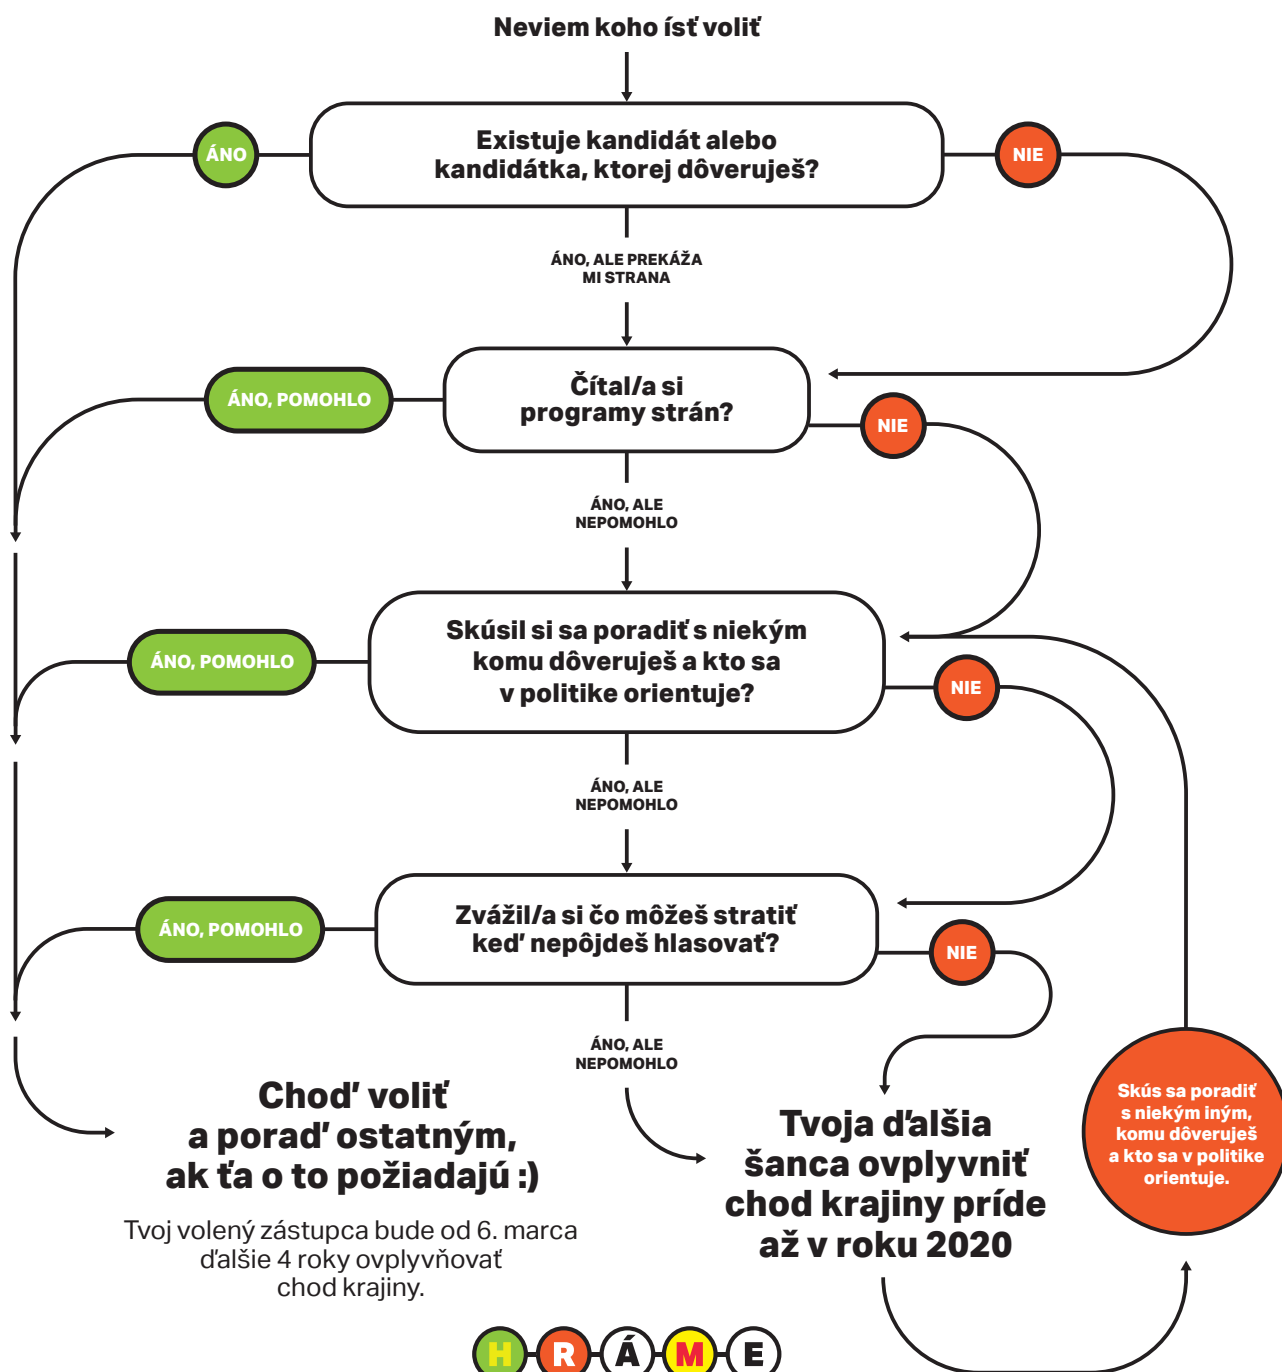 Neviem koho ísť voliť
Existuje kandidát alebo
kandidátka, ktorej dôveruješ?
ÁNO
NIE
ÁNO, ALE PREKÁŽA
MI STRANA
Čítal/a si
programy strán?
ÁNO, POMOHLO
NIE
ÁNO, ALE
NEPOMOHLO
Skúsil si sa poradiť s niekým
komu dôveruješ a kto sa
v politike orientuje?
ÁNO, POMOHLO
NIE
ÁNO, ALE
NEPOMOHLO
Zvážil/a si čo môžeš stratiť
keď nepôjdeš hlasovať?
ÁNO, POMOHLO
NIE
ÁNO, ALE
NEPOMOHLO
Choď voliť
a poraď ostatným,
ak ťa o to požiadajú :)
Tvoj volený zástupca bude od 6. marca
ďalšie 4 roky ovplyvňovať
chod krajiny.
Tvoja ďalšia
šanca ovplyvniť
chod krajiny príde
až v roku 2020
Skús sa poradiť
s niekým iným,
komu dôveruješ
a kto sa v politike
orientuje.
HRÁME